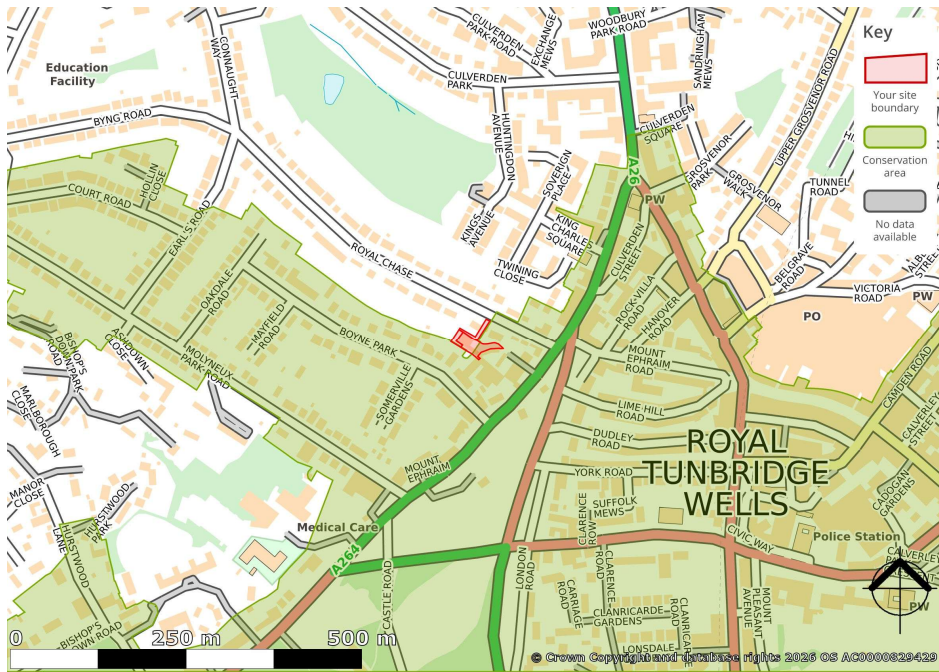 Key
Your site
boundary
Conservation
area
No data
available
Education
Facility
BYNG ROAD
CONNAUGHT
WAY
CULVERDEN
PARK ROAD
EXCHANGE
MEWS
WOODBURY
PARK ROAD
SANDRINGHAM
MEWS
CULVERDEN
PARK
HUNTINGDON
AVENUE
CULVERDEN
SQUARE
UPPER GROSVENOR ROAD
GROSVENOR
PARK
GROSVENOR
WALK
TUNNEL
ROAD
A26
PW
SOVERIGN
PLACE
KINGS
AVENUE
KING
CHARLES
SQUARE
TWINING
CLOSE
CULVERDEN
STREET
BELGRAVE
ROAD
VICTORIA
ROAD
PW
PO
COURT ROAD
HOLLIN
CLOSE
EARL'S ROAD
ROYAL CHASE
OAKDALE
ROAD
MAYFIELD
ROAD
BOYNE PARK
ROCK-VILLA
ROAD
HANOVER
ROAD
MOUNT
EPHRAIM
ROAD
CAMDEN ROAD
BISHOP'S
DOWN PARK
ROAD
ASHDOWN
CLOSE
MOLYNEUX
PARK ROAD
SOMERVILLE
GARDENS
LIME HILL
ROAD
DUDLEY
ROAD
YORK ROAD
MARLBOROUGH
CLOSE
MANOR
CLOSE
MOUNT
EPHRAIM
ROYAL
TUNBRIDGE
WELLS
CADOGAN
GARDENS
HURSTWOOD
PARK
HURSTWOOD
LANE
Medical Care
A264
SUFFOLK
MEWS
CLARENCE
ROW
CIVIC WAY
Police Station
CASTLE ROAD
LONDON
ROAD
CARRIAGE
ROAD
CLARENCE
ROAD
CLANRICARDE
GARDENS
MOUNT
PLEASANT
AVENUE
PW
BISHOP'S
LONSDALE
0
250 m
500 m
© Crown Copyright and database rights 2026 OS AC0000829429